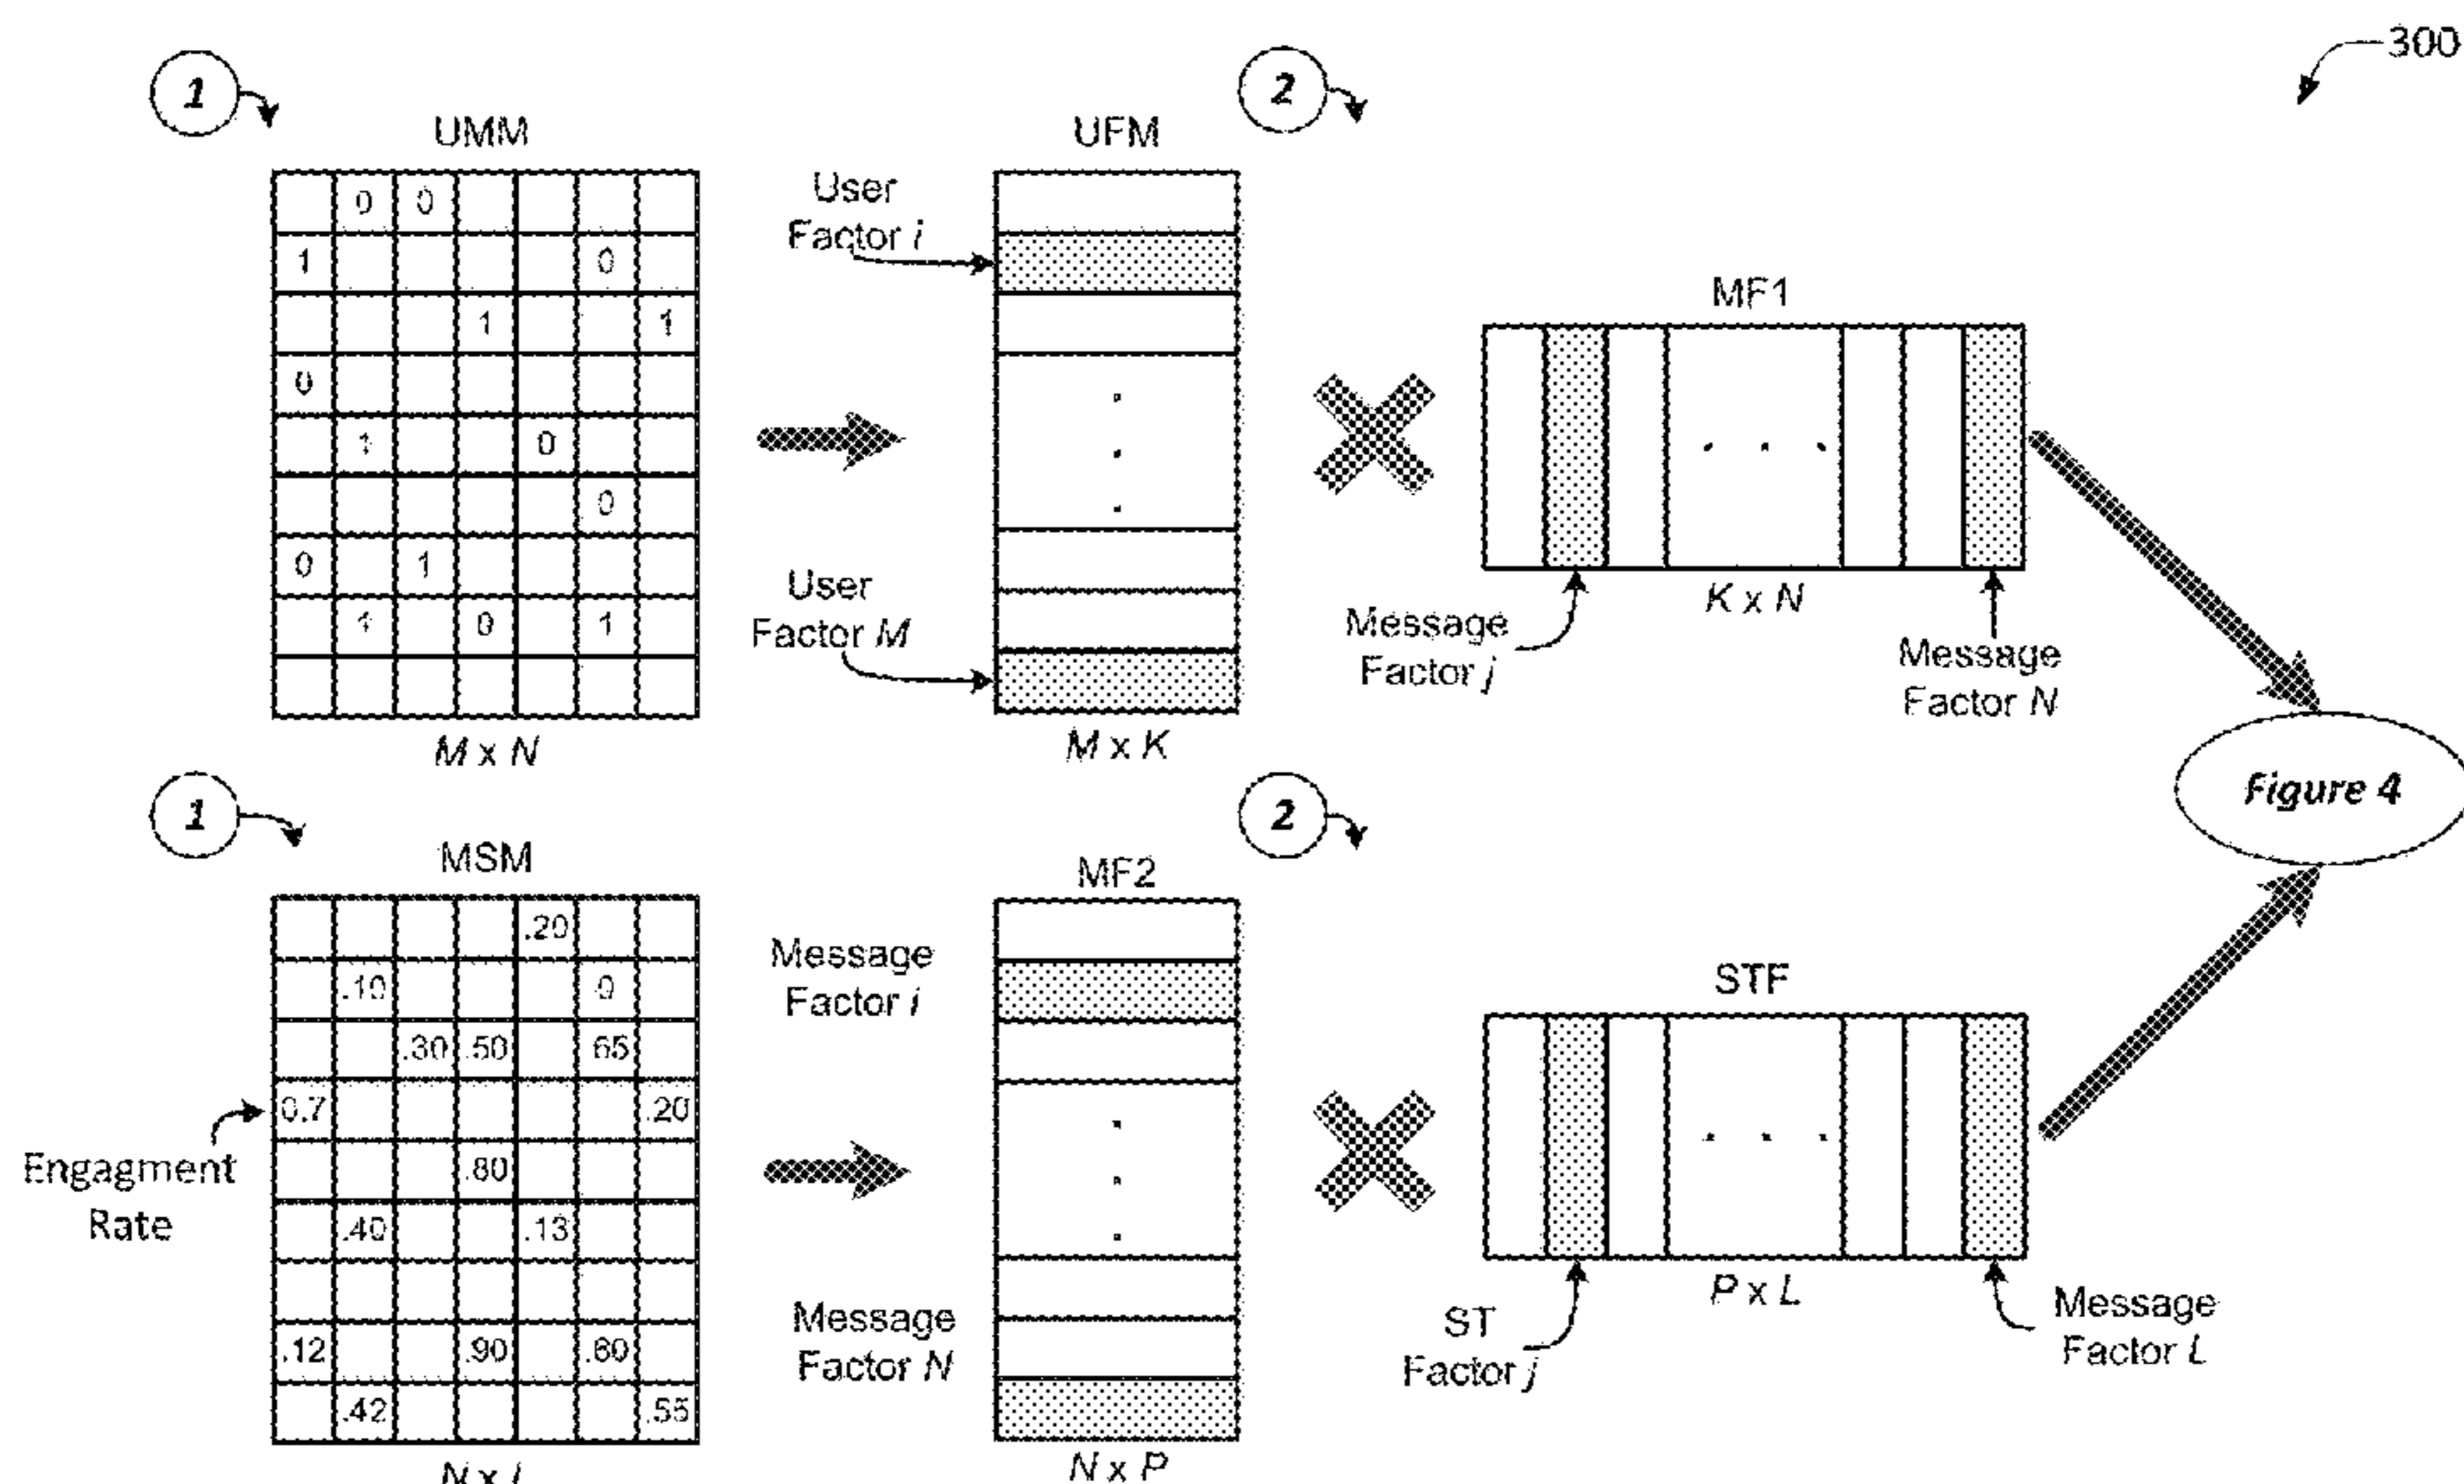 300
1
2
UMM
UFM
0 0
1 0
1 1
0
1 0
0
0 1
1 0 1
M x N
User
Factor i
User
Factor M
M x K
MF1
. . .
K x N
Message
Factor j
Message
Factor N
Figure 4
1
2
MSM
MF2
.20
.10 0
.30 .50 .65
0.7 .20
.80
.40 .13
.12 .90 .60
.42 .55
Engagment
Rate
Message
Factor i
Message
Factor N
N x P
STF
. . .
P x L
ST
Factor j
Message
Factor L